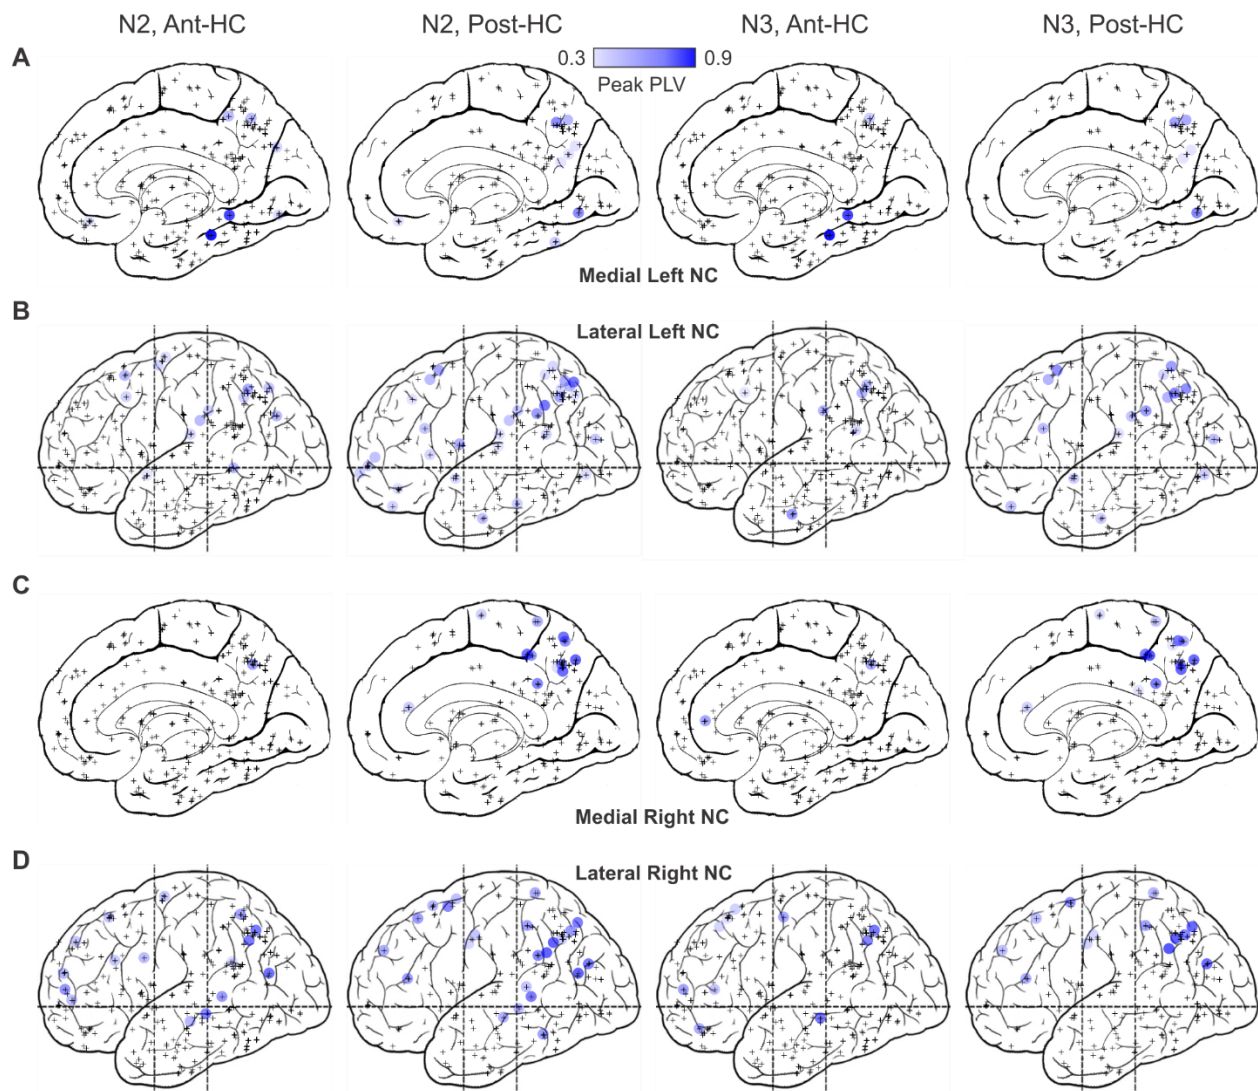 N2, Ant-HC N2, Post-HC N3, Ant-HC N3, Post-HC
A
0.3 0.9
Peak PLV
Medial Left NC
B
Lateral Left NC
C
Medial Right NC
D
Lateral Right NC